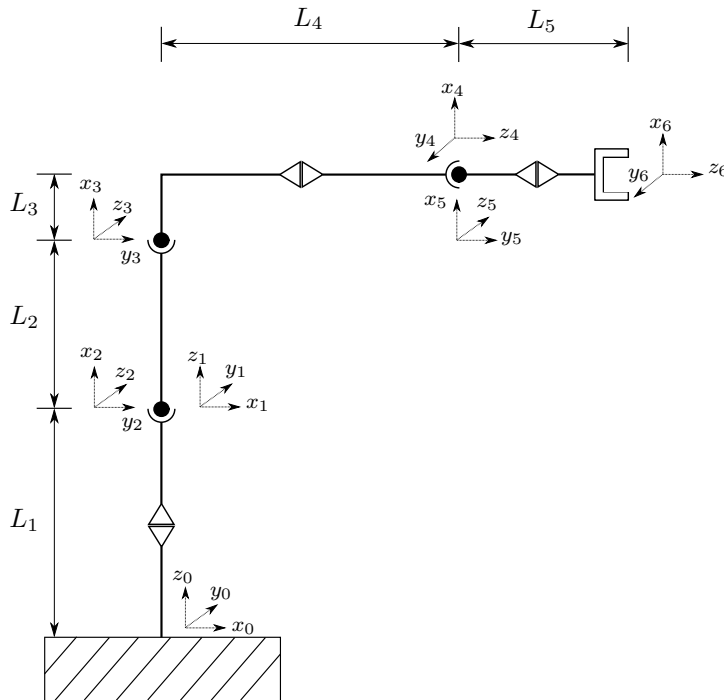 L₄ L₅
x₄
y₄ z₄
x₆
y₆ z₆
L₃
x₃
z₃
y₃
x₅
z₅
y₅
L₂
x₂
z₂
y₂
z₁
y₁
x₁
L₁
z₀
y₀
x₀